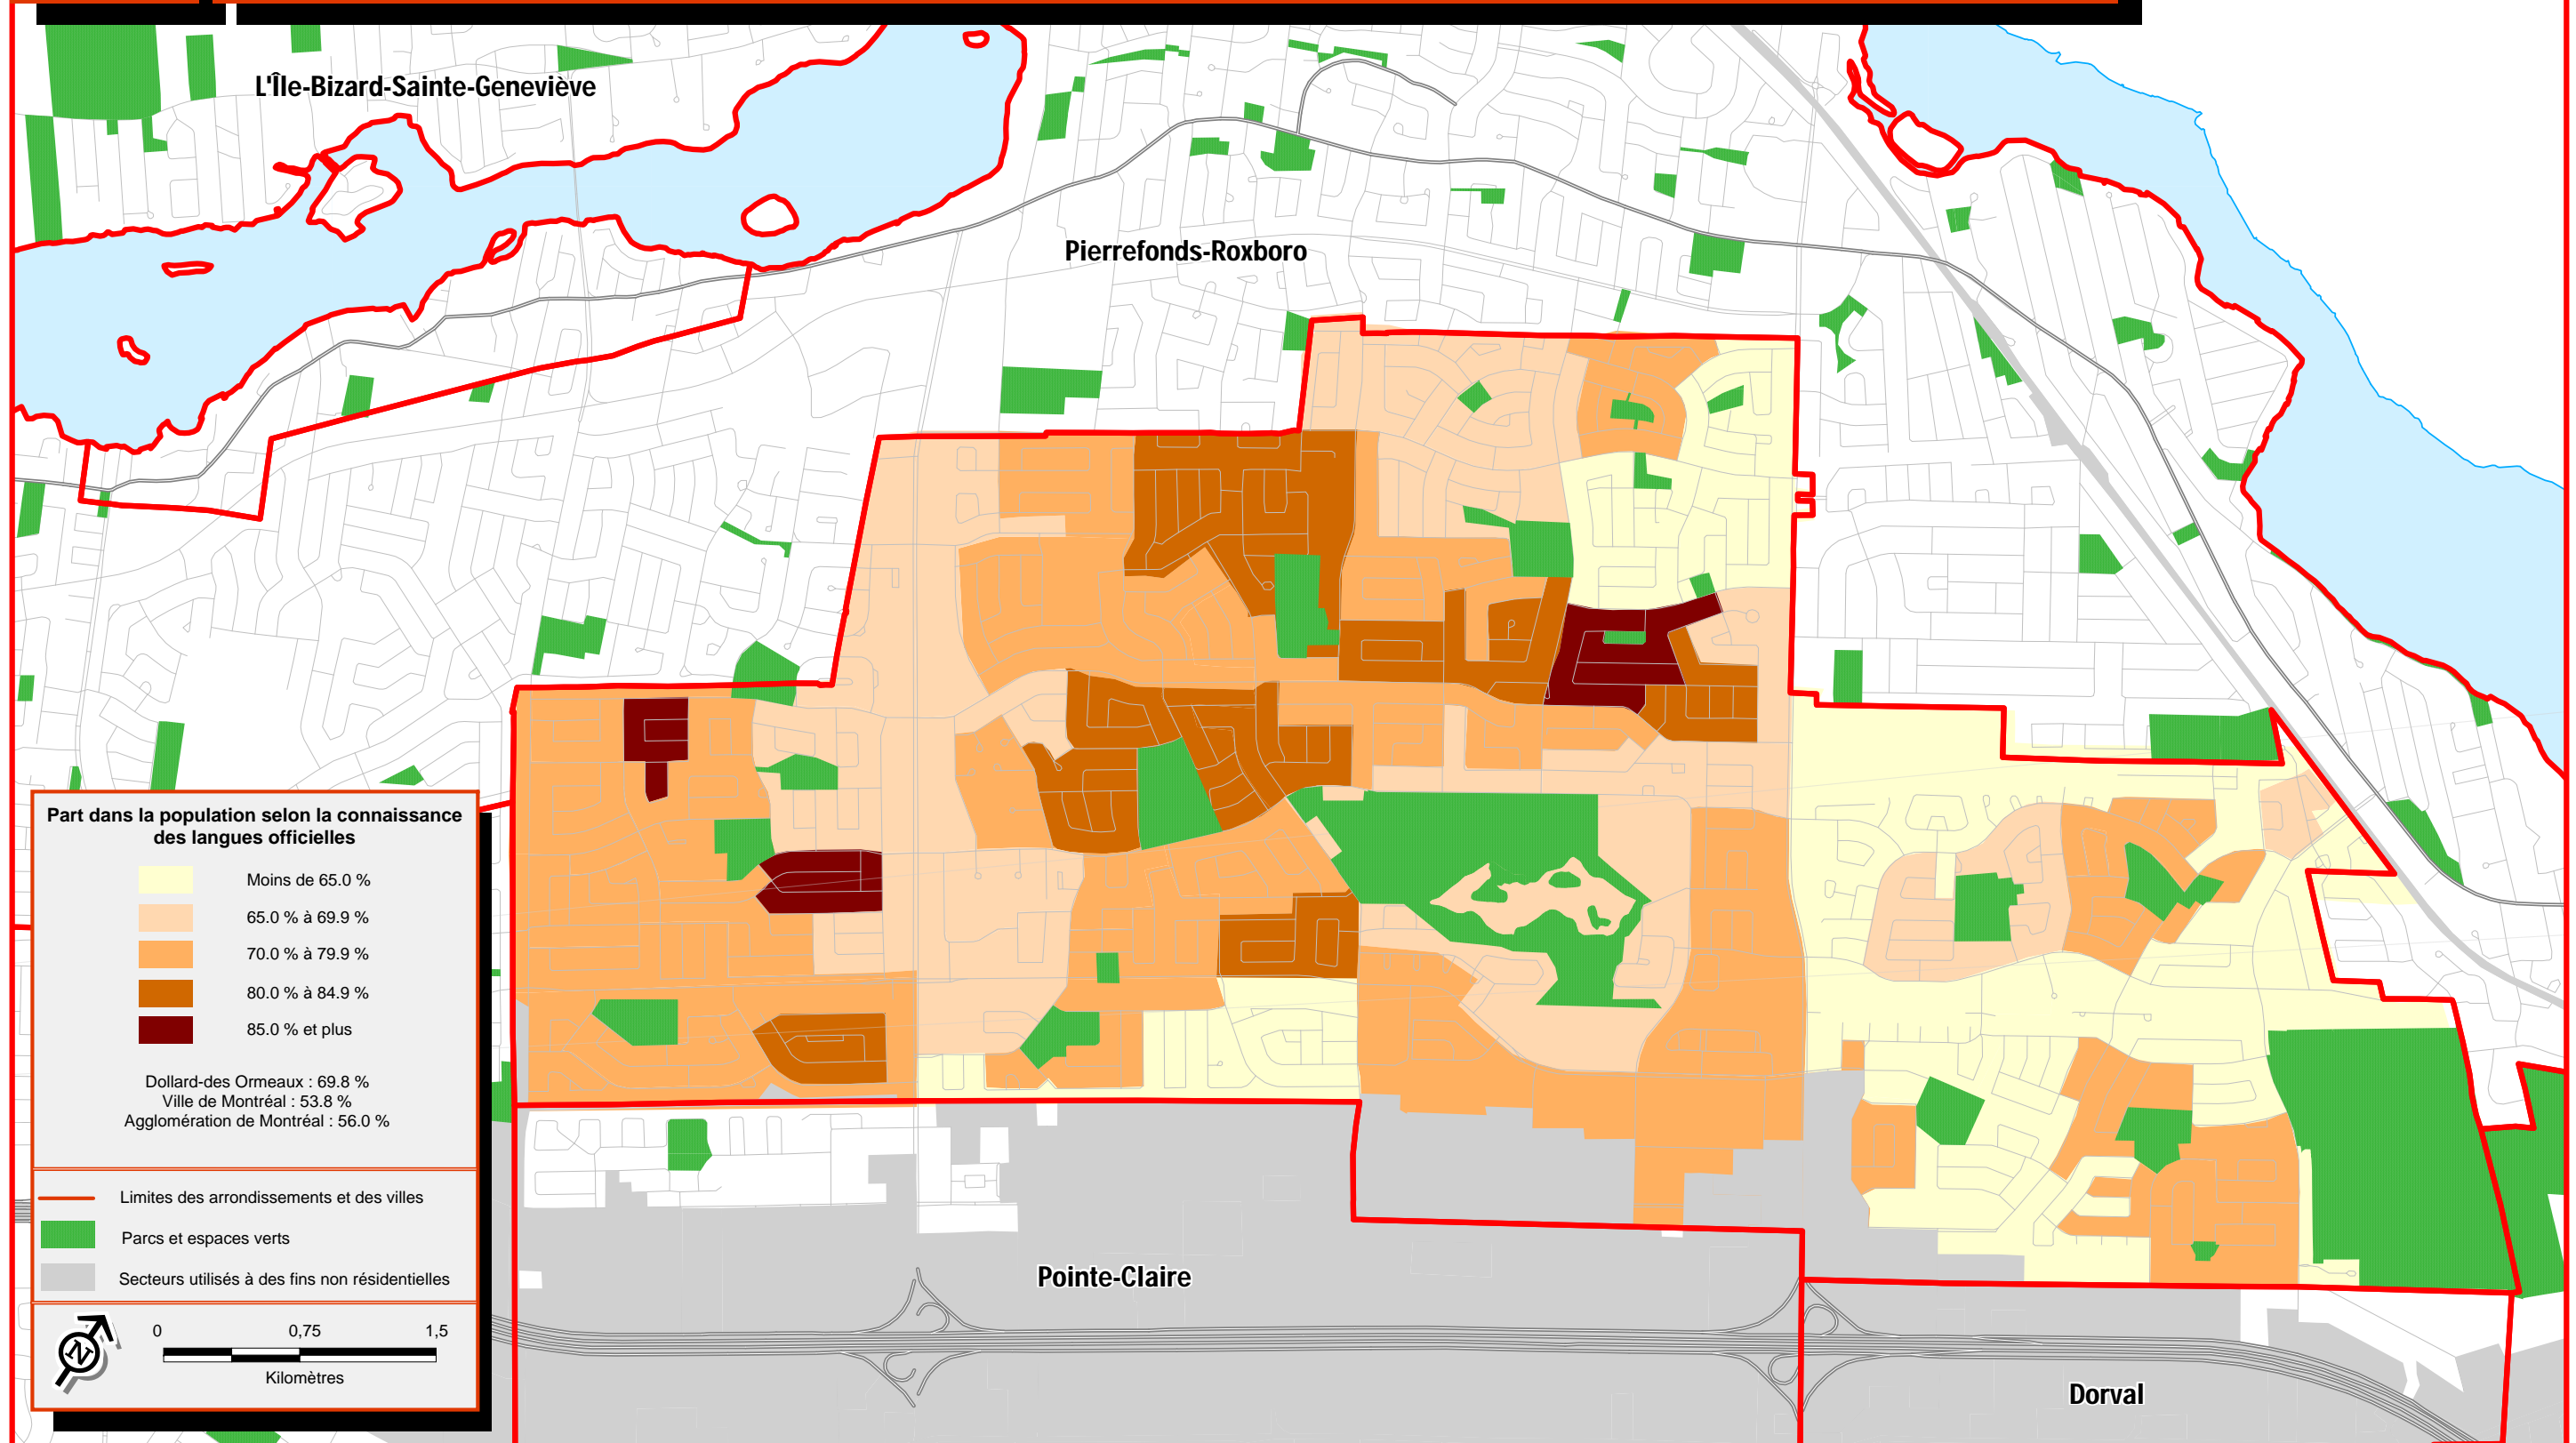 L'Île-Bizard-Sainte-Geneviève
Pierrefonds-Roxboro
Part dans la population selon la connaissance
des langues officielles
Moins de 65.0 %
65.0 % à 69.9 %
70.0 % à 79.9 %
80.0 % à 84.9 %
85.0 % et plus
Dollard-des Ormeaux : 69.8 %
Ville de Montréal : 53.8 %
Agglomération de Montréal : 56.0 %
Limites des arrondissements et des villes
Parcs et espaces verts
Secteurs utilisés à des fins non résidentielles
N
0 0,75 1,5
Kilomètres
Pointe-Claire
Dorval